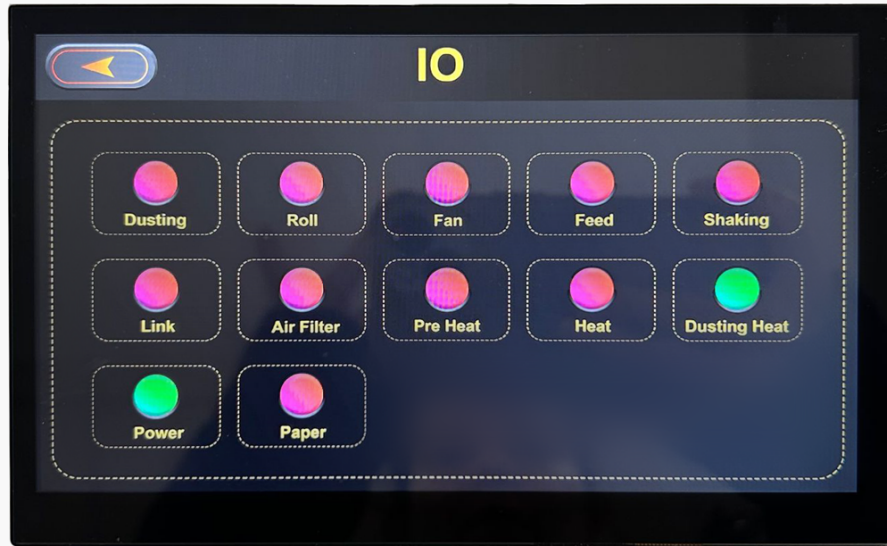 IO
Dusting
Roll
Fan
Feed
Shaking
Link
Air Filter
Pre Heat
Heat
Dusting Heat
Power
Paper